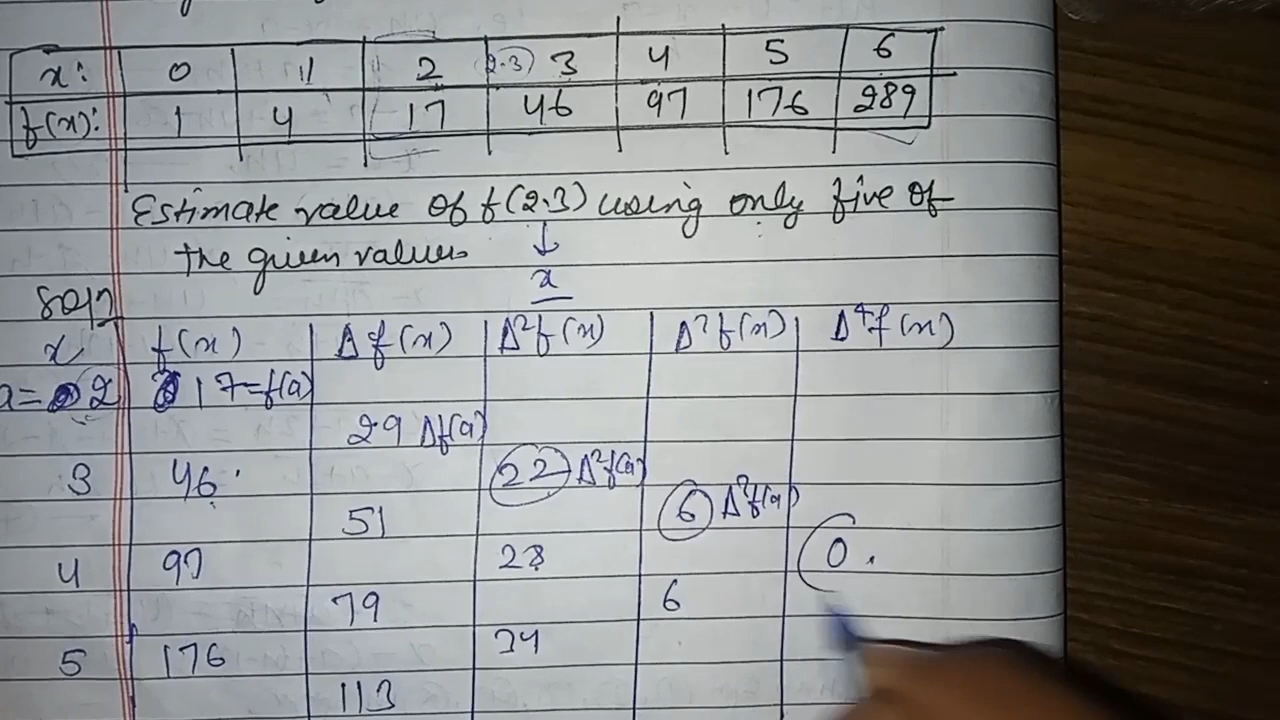 x: 0 1 2 (2.3) 3 4 5 6
f(x): 1 4 17 46 97 176 289
Estimate value of f(2.3) using only five of
the given values.
x
Soln
x f(x) Δf(x) Δ²f(x) Δ³f(x) Δ⁴f(x)
a= 2 17=f(a)
29 Δf(a)
3 46 22 Δ²f(a)
51 6 Δ³f(a)
4 97 28 0.
79 6
5 176 34
113